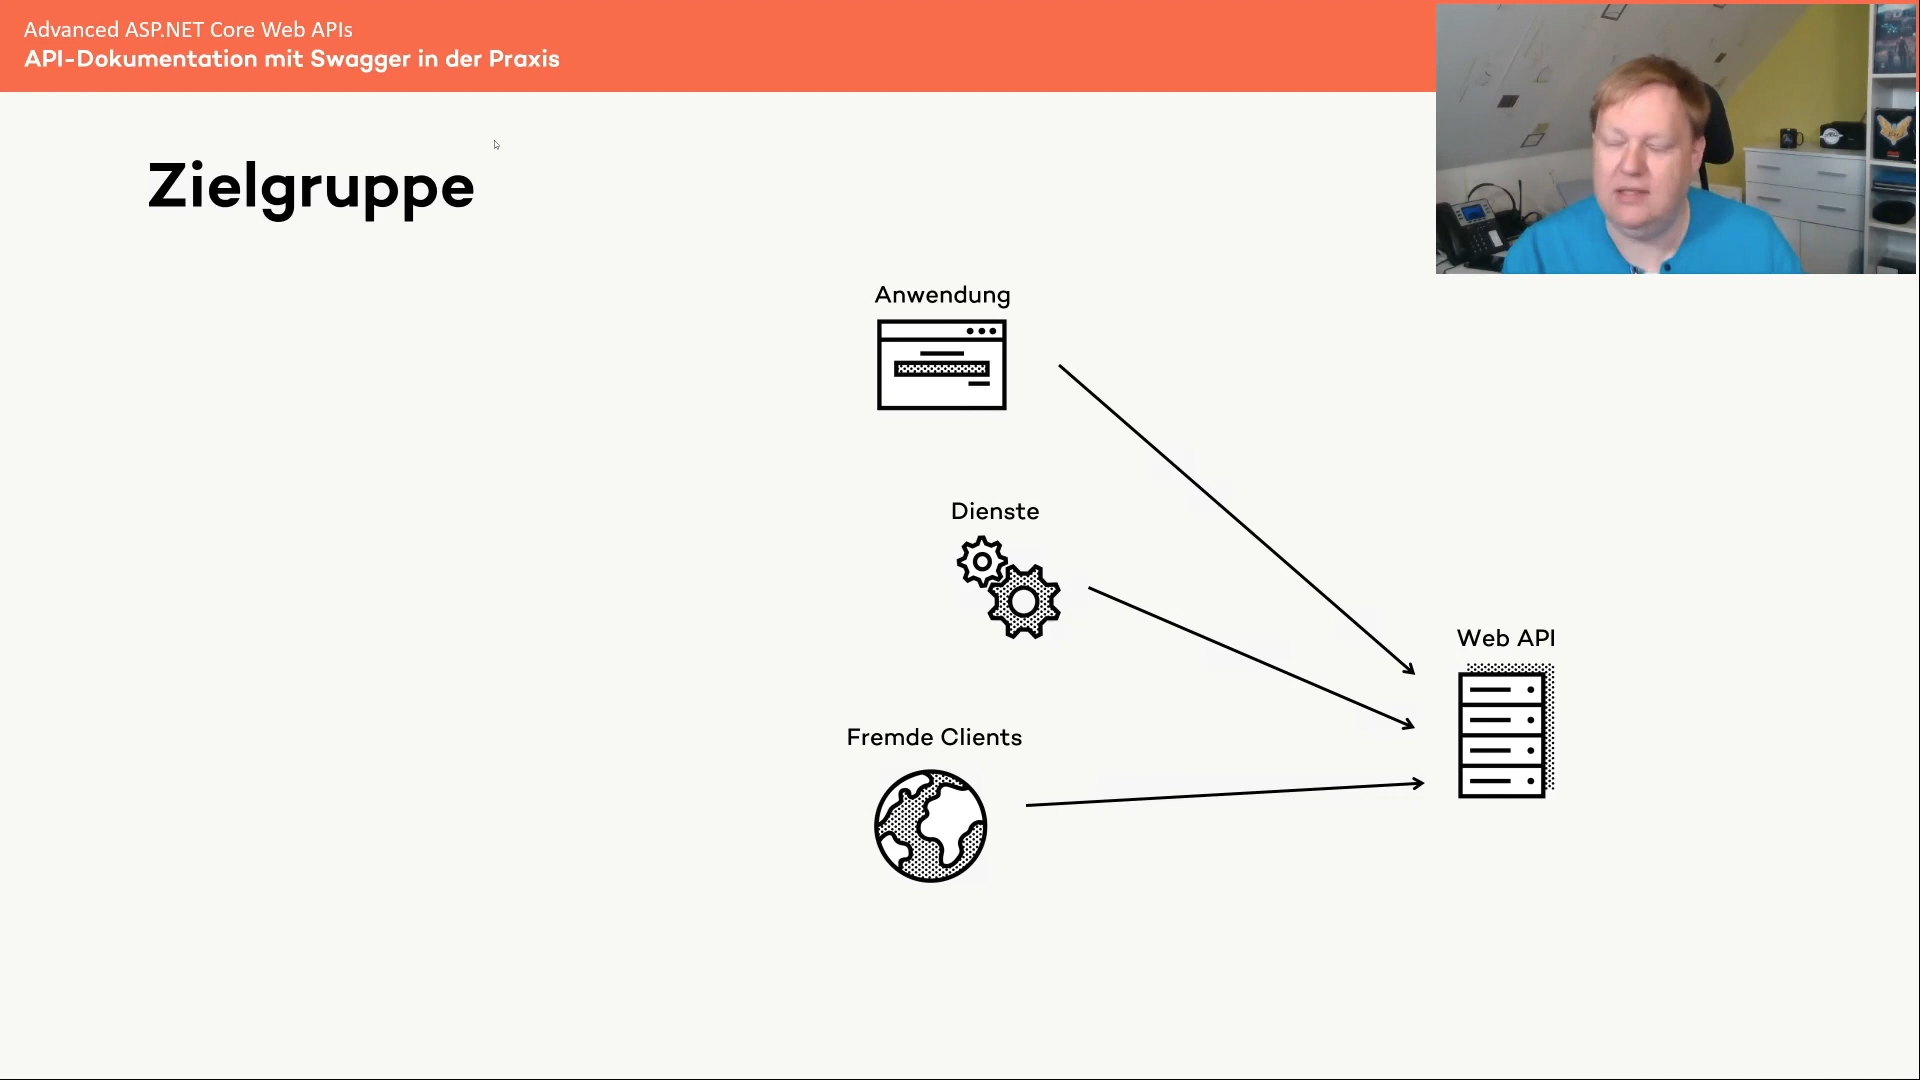 Advanced ASP.NET Core Web APIs
API-Dokumentation mit Swagger in der Praxis
Zielgruppe
Anwendung
Dienste
Web API
Fremde Clients